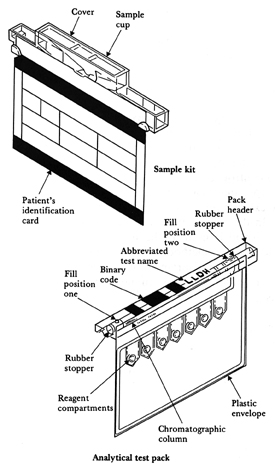 Cover
Sample
cup
Sample kit
Patient's
identification
card
Pack
header
Rubber
stopper
Fill
position
two
Abbreviated
test name
Binary
code
Fill
position
one
LLDH
Rubber
stopper
Reagent
compartments
Chromatographic
column
Plastic
envelope
Analytical test pack